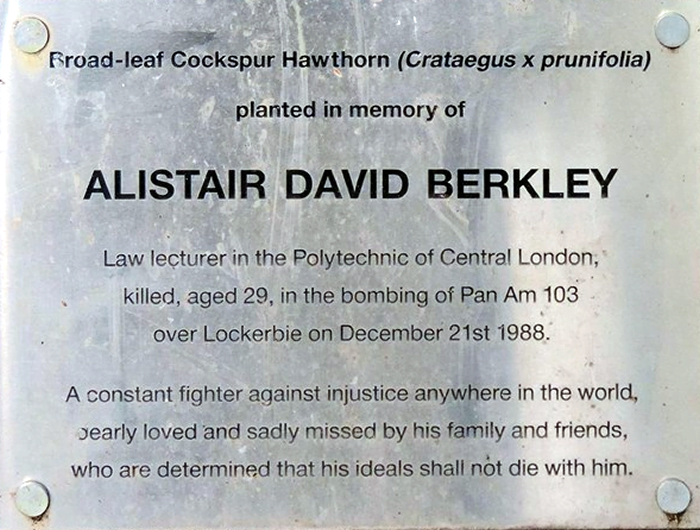 Broad-leaf Cockspur Hawthorn (Crataegus x prunifolia)
planted in memory of
ALISTAIR DAVID BERKLEY
Law lecturer in the Polytechnic of Central London,
killed, aged 29, in the bombing of Pan Am 103
over Lockerbie on December 21st 1988.
A constant fighter against injustice anywhere in the world,
dearly loved and sadly missed by his family and friends,
who are determined that his ideals shall not die with him.